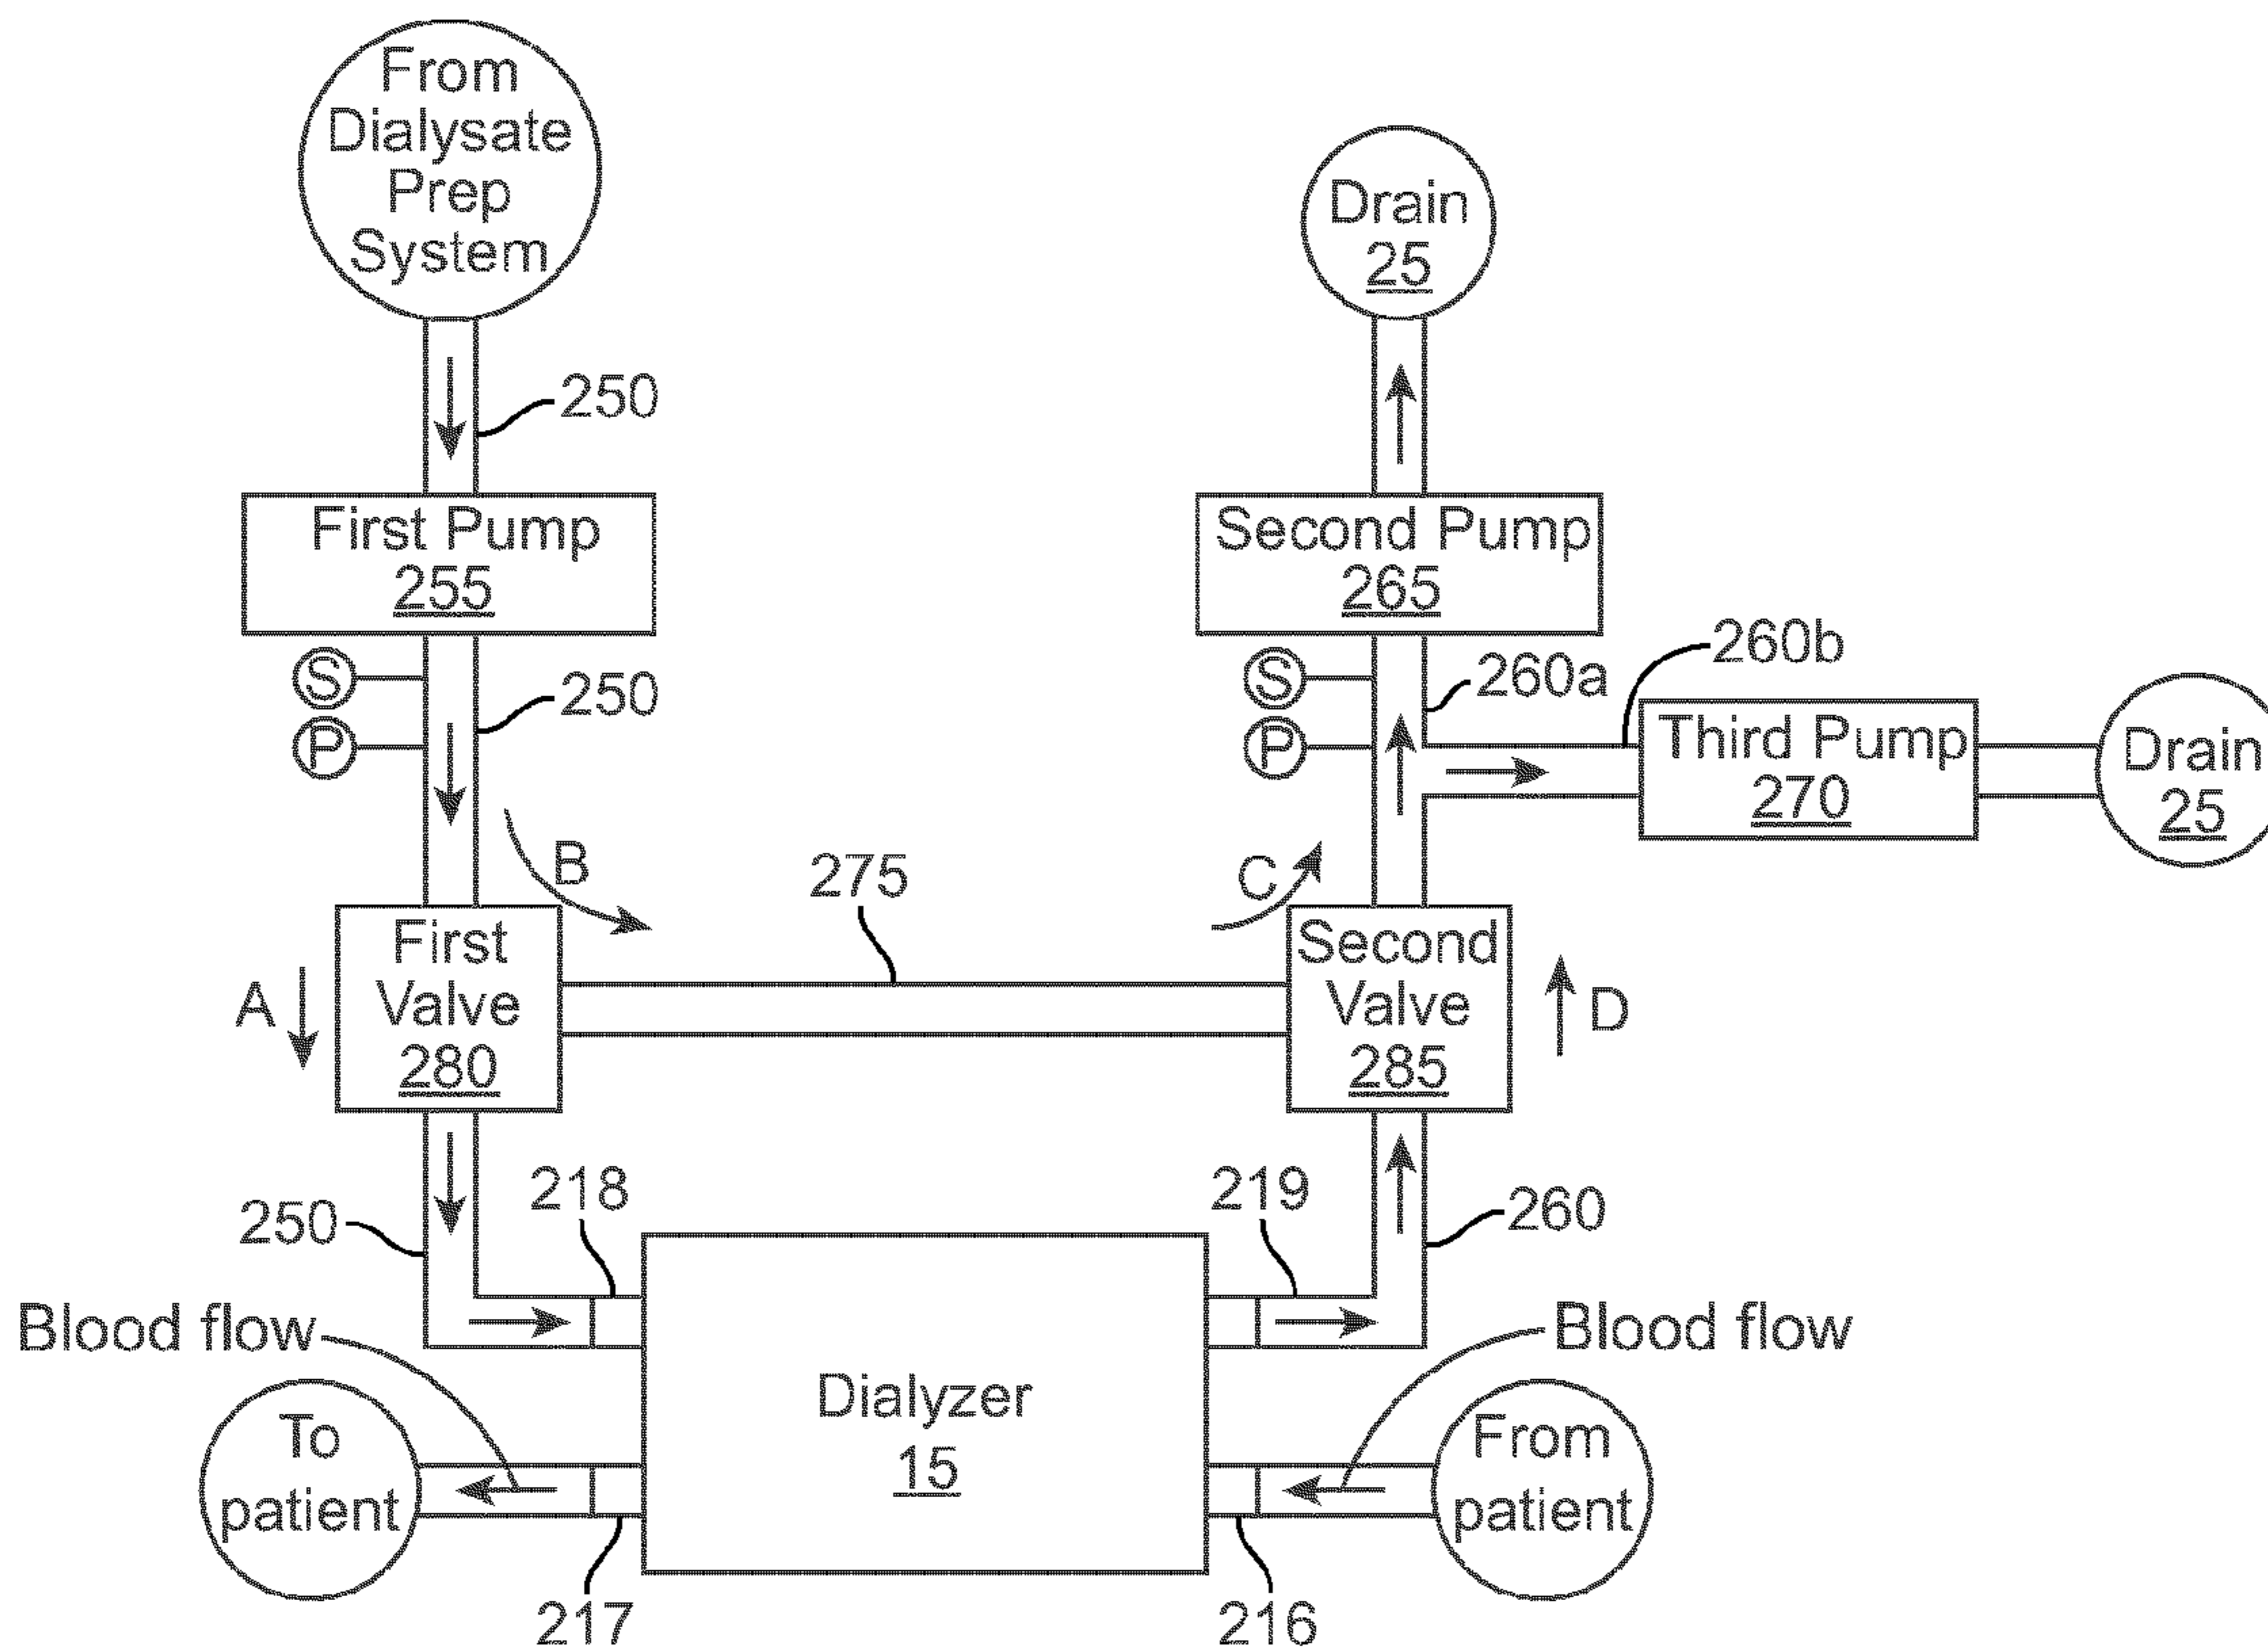 From
Dialysate
Prep
System
Drain
25
250
First Pump
255
Second Pump
265
S
P
250
S
P
260a
260b
Third Pump
270
Drain
25
B
275
C
A
First
Valve
280
Second
Valve
285
D
250
218
219
260
Blood flow
Blood flow
Dialyzer
15
To
patient
From
patient
217
216